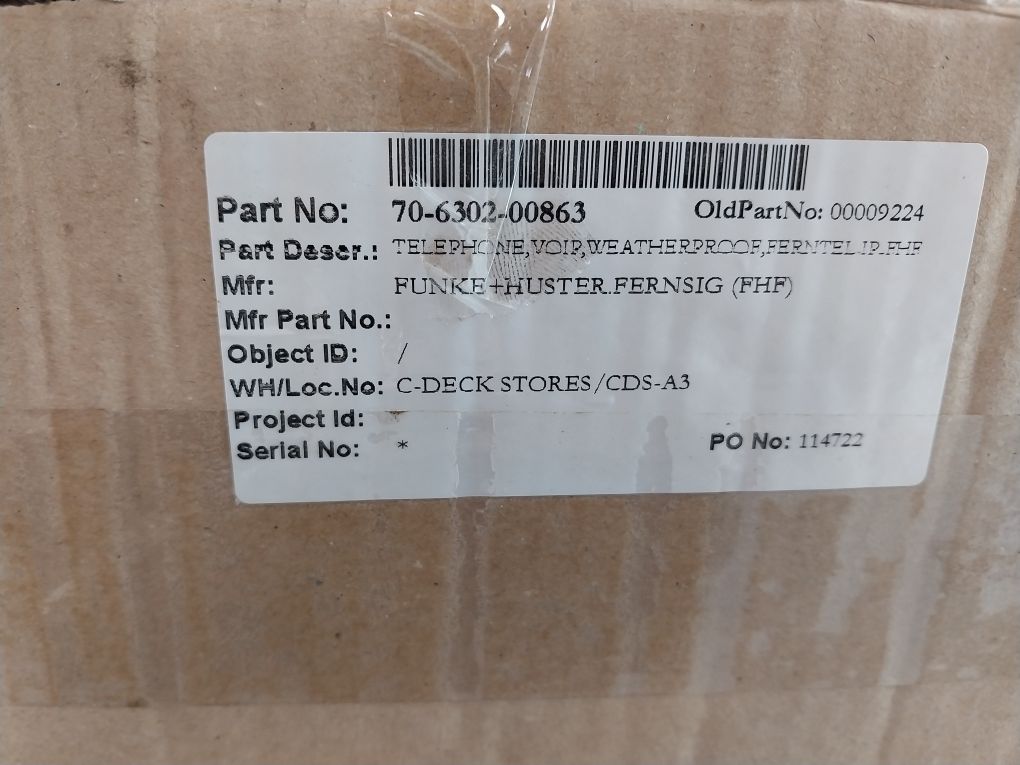 Part No: 70-6302-00863 OldPartNo: 00009224
Part Descr.: TELEPHONE,VOIP,WEATHERPROOF,FERNTEL-IP.FHF
Mfr: FUNKE+HUSTER.FERNSIG (FHF)
Mfr Part No.:
Object ID: /
WH/Loc.No: C-DECK STORES/CDS-A3
Project Id: *
Serial No: * PO No: 114722